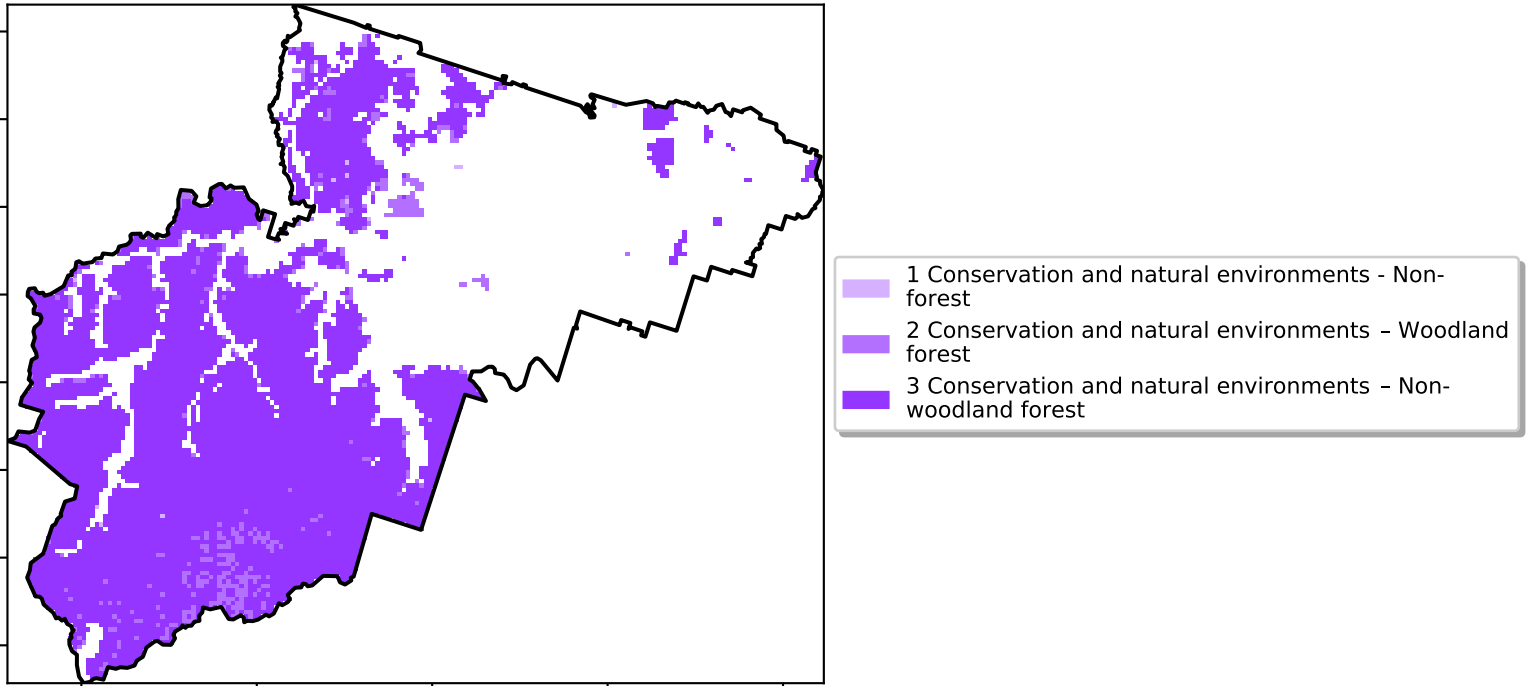 1 Conservation and natural environments - Non-
forest
2 Conservation and natural environments – Woodland
forest
3 Conservation and natural environments – Non-
woodland forest